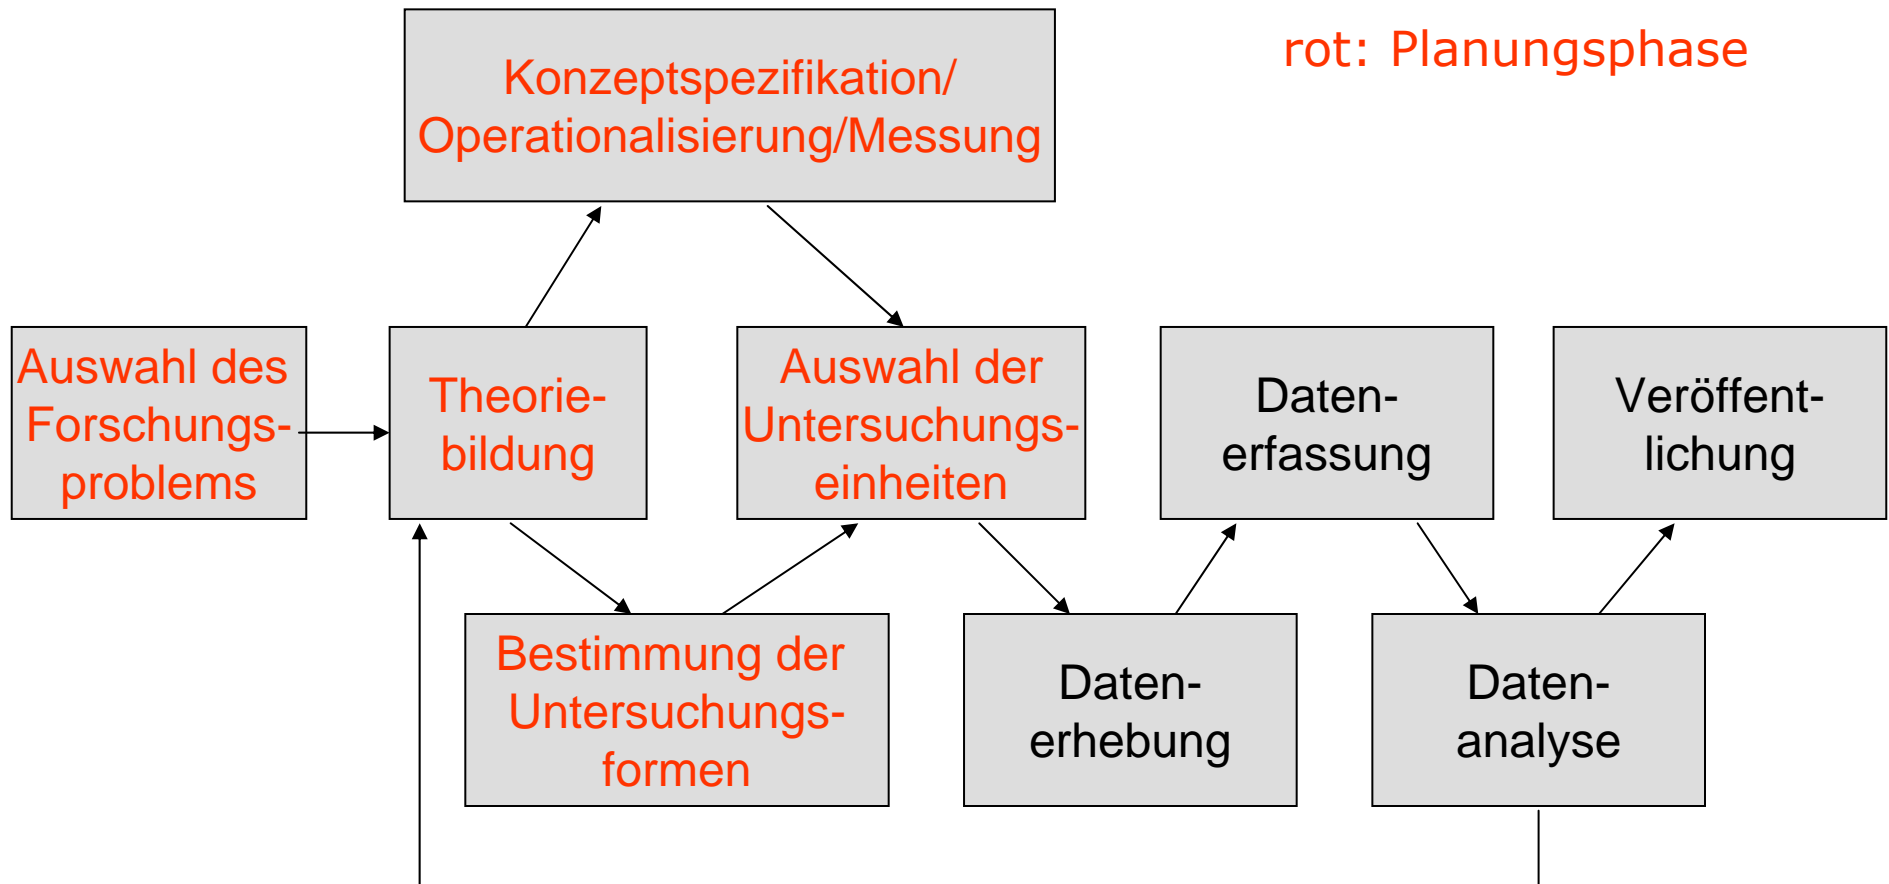 rot: Planungsphase
Konzeptspezifikation/
Operationalisierung/Messung
Auswahl des
Forschungs-
problems
Theorie-
bildung
Auswahl der
Untersuchungs-
einheiten
Daten-
erfassung
Veröffent-
lichung
Bestimmung der
Untersuchungs-
formen
Daten-
erhebung
Daten-
analyse